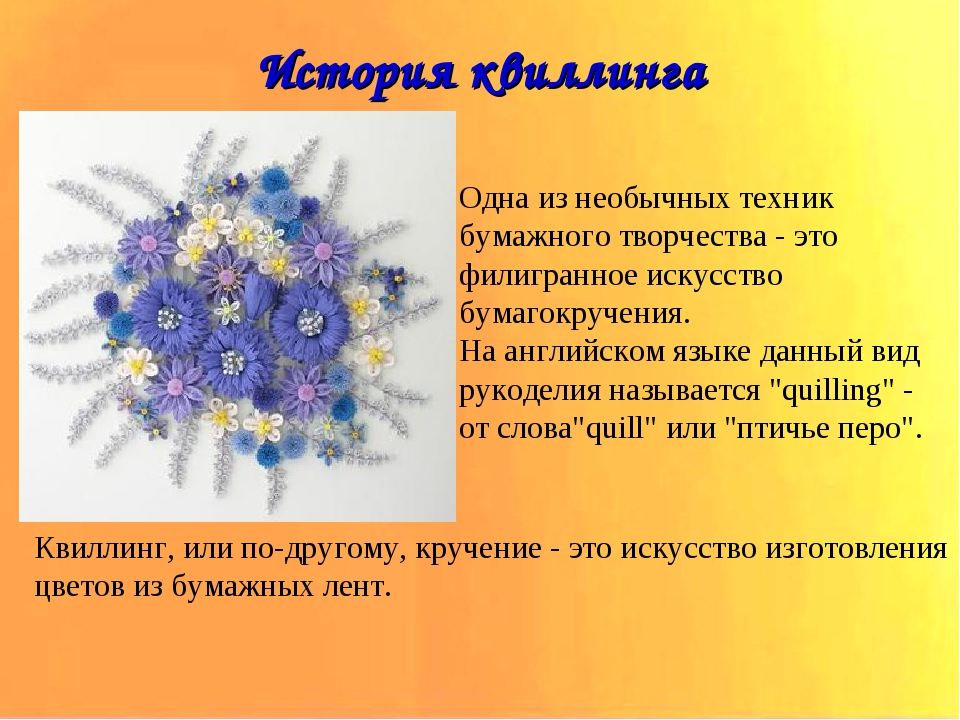 История квиллинга
Одна из необычных техник
бумажного творчества - это
филигранное искусство
бумагокручения.
На английском языке данный вид
рукоделия называется "quilling" -
от слова"quill" или "птичье перо".
Квиллинг, или по-другому, кручение - это искусство изготовления
цветов из бумажных лент.